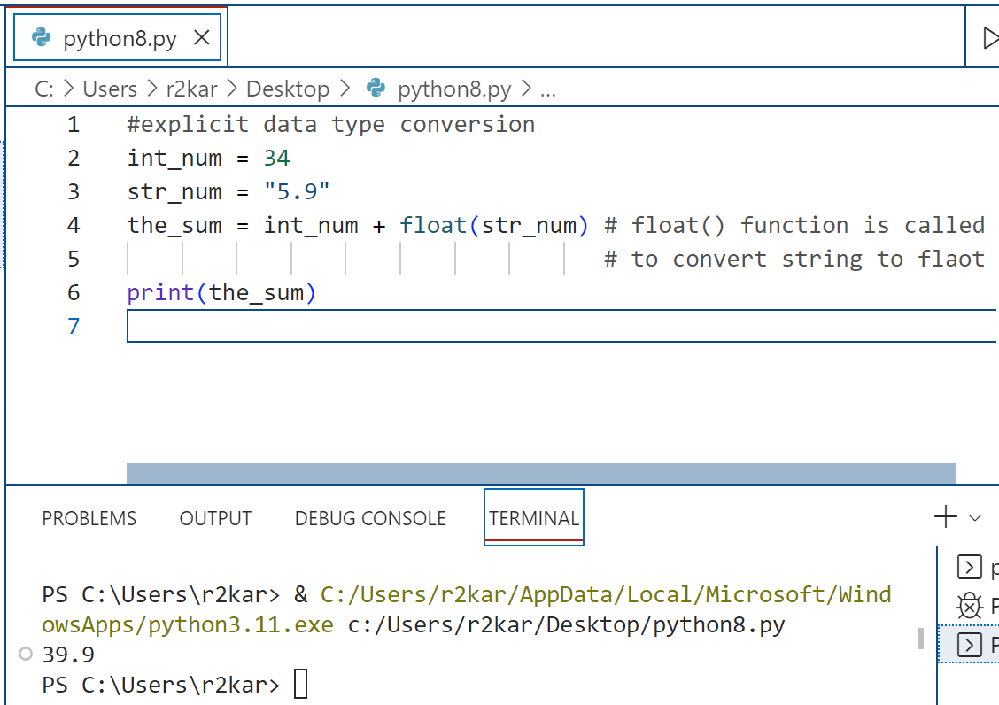 python8.py
C: > Users > r2kar > Desktop > python8.py > ...
1 #explicit data type conversion
2 int_num = 34
3 str_num = "5.9"
4 the_sum = int_num + float(str_num) # float() function is called
5 # to convert string to flaot
6 print(the_sum)
7
PROBLEMS OUTPUT DEBUG CONSOLE TERMINAL
PS C:\Users\r2kar> & C:/Users/r2kar/AppData/Local/Microsoft/Wind
owsApps/python3.11.exe c:/Users/r2kar/Desktop/python8.py
39.9
PS C:\Users\r2kar>